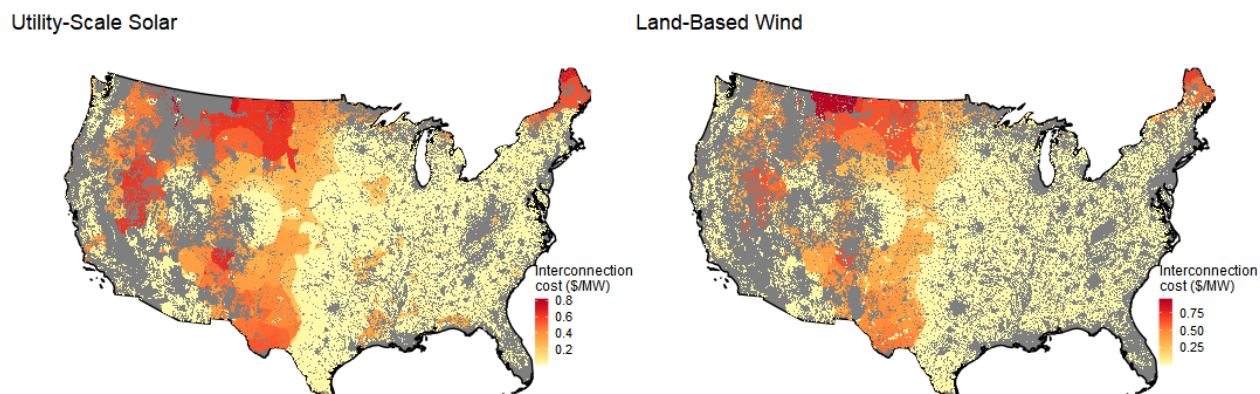 Utility-Scale Solar
Land-Based Wind
Interconnection
cost ($/MW)
0.8
0.6
0.4
0.2
Interconnection
cost ($/MW)
0.75
0.50
0.25